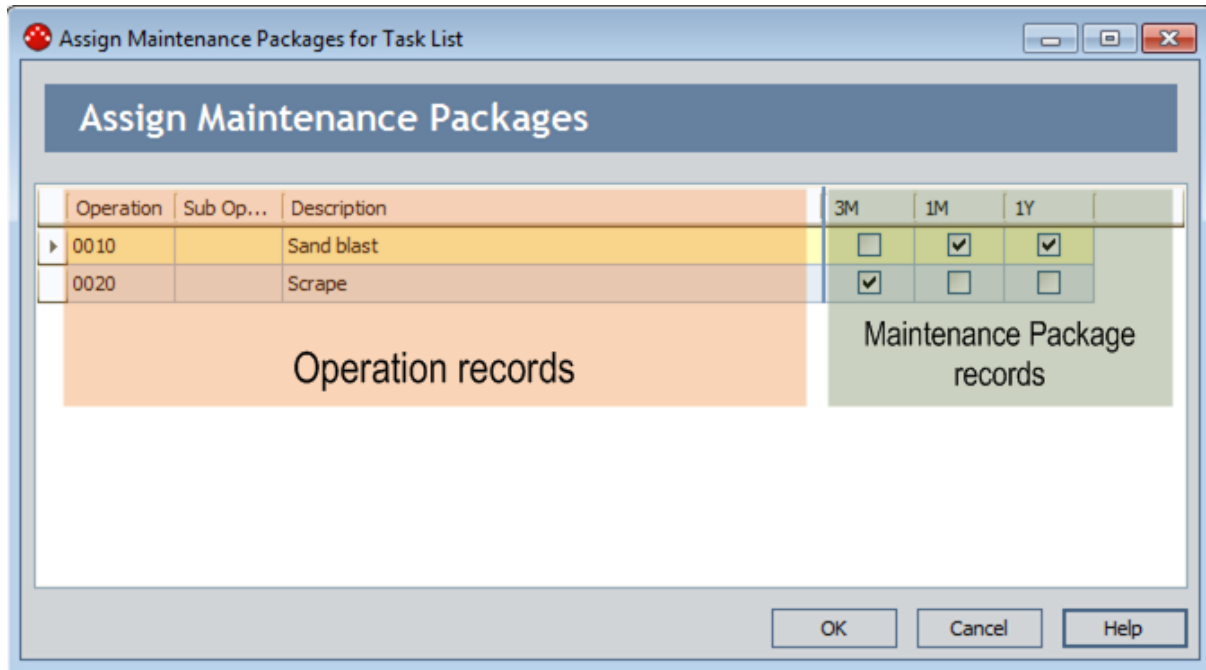 Assign Maintenance Packages for Task List
Assign Maintenance Packages
Operation Sub Op... Description 3M 1M 1Y
0010 Sand blast
0020 Scrape
Operation records
Maintenance Package
records
OK Cancel Help